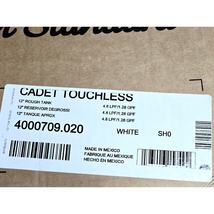 Standard
CADET TOUCHLESS
12" ROUGH TANK 4.8 LPF/1.28 GPF
12" RESERVOIR DEGROSSE 4.8 LPF/1.28 GPF
12" TANQUE APROX 4.8 LPF/1.28 GPF
4000709.020 WHITE SH0
MADE IN MEXICO
FABRIQUE AU MEXIQUE
HECHO EN MEXICO